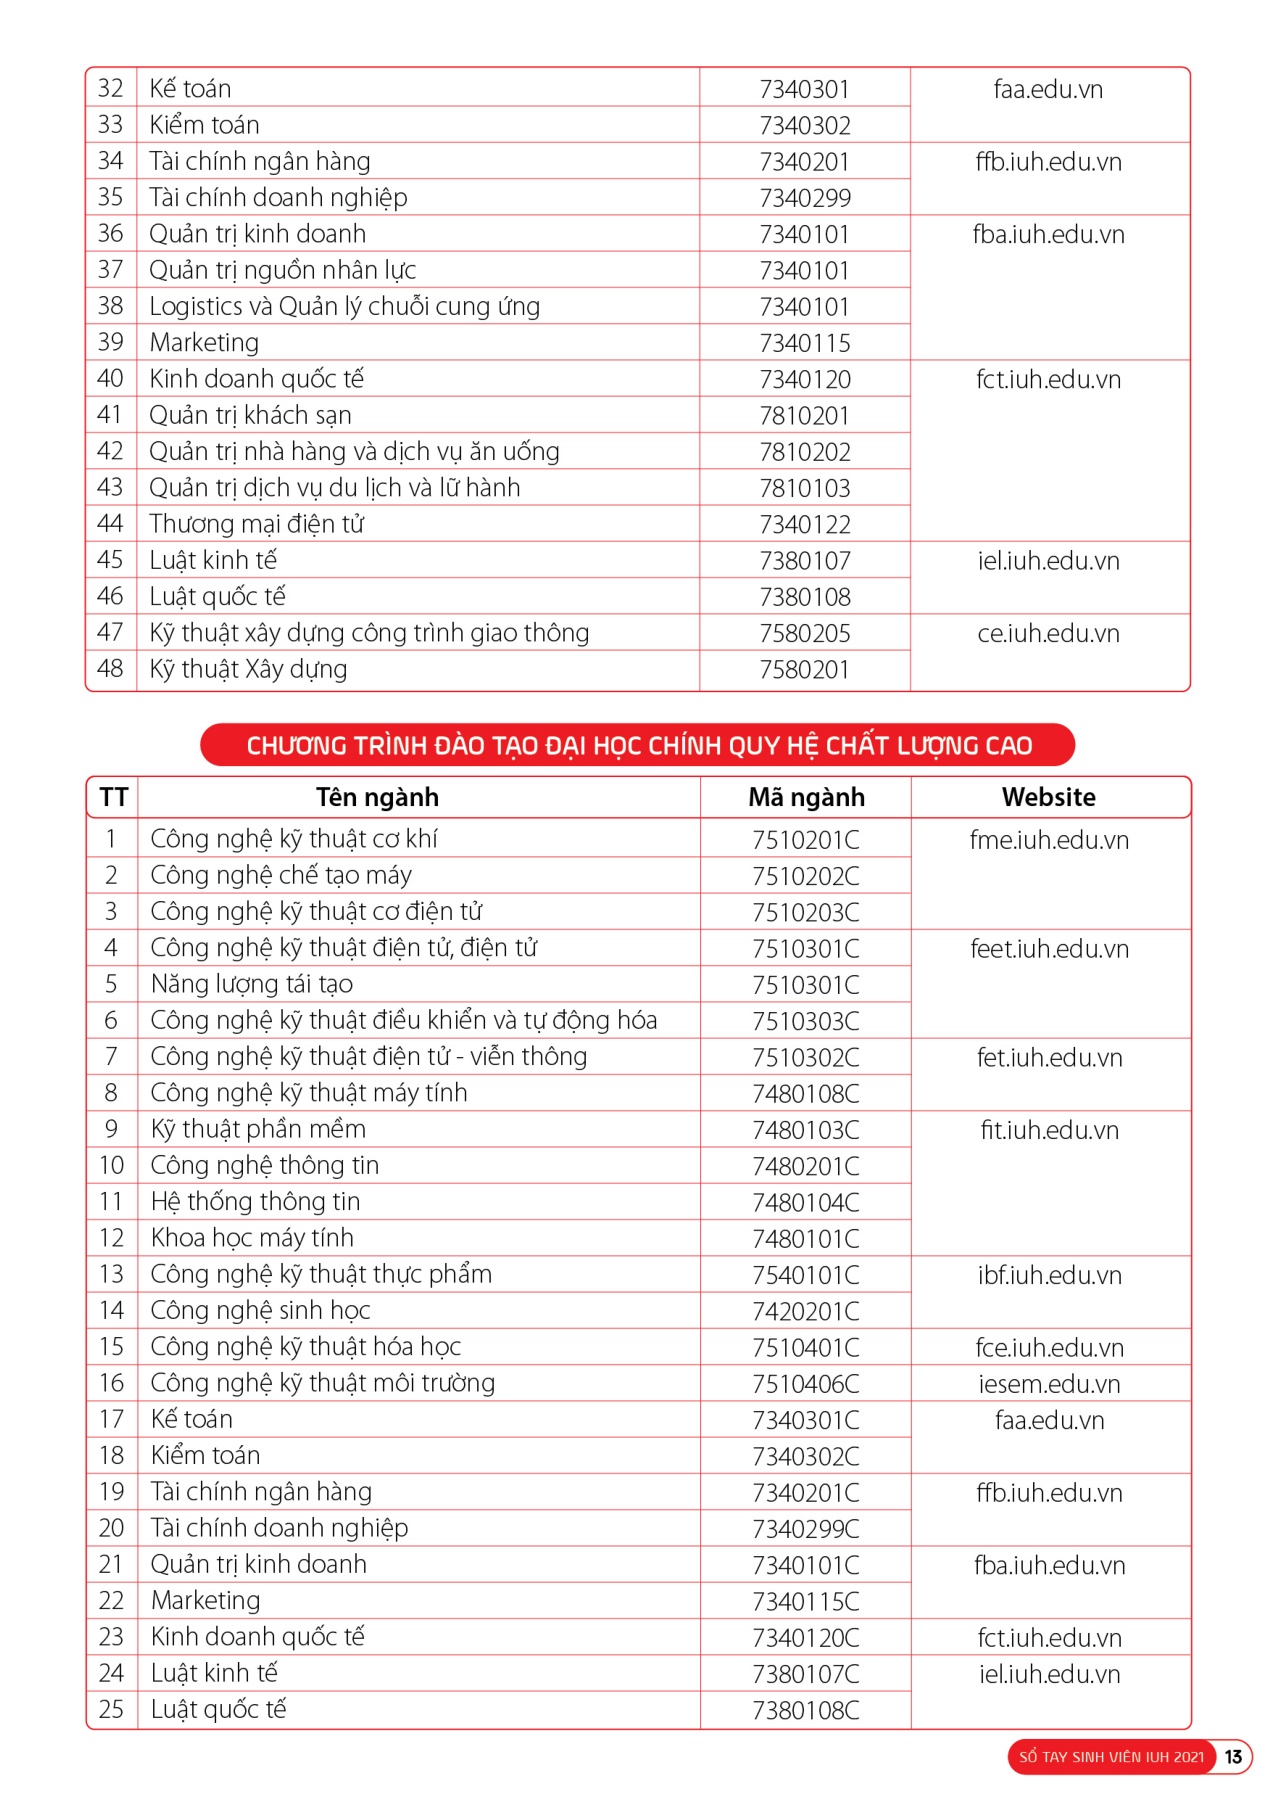 32 Kế toán 7340301 faa.edu.vn
33 Kiểm toán 7340302
34 Tài chính ngân hàng 7340201 ffb.iuh.edu.vn
35 Tài chính doanh nghiệp 7340299
36 Quản trị kinh doanh 7340101 fba.iuh.edu.vn
37 Quản trị nguồn nhân lực 7340101
38 Logistics và Quản lý chuỗi cung ứng 7340101
39 Marketing 7340115
40 Kinh doanh quốc tế 7340120 fct.iuh.edu.vn
41 Quản trị khách sạn 7810201
42 Quản trị nhà hàng và dịch vụ ăn uống 7810202
43 Quản trị dịch vụ du lịch và lữ hành 7810103
44 Thương mại điện tử 7340122
45 Luật kinh tế 7380107 iel.iuh.edu.vn
46 Luật quốc tế 7380108
47 Kỹ thuật xây dựng công trình giao thông 7580205 ce.iuh.edu.vn
48 Kỹ thuật Xây dựng 7580201
CHƯƠNG TRÌNH ĐÀO TẠO ĐẠI HỌC CHÍNH QUY HỆ CHẤT LƯỢNG CAO
TT Tên ngành Mã ngành Website
1 Công nghệ kỹ thuật cơ khí 7510201C fme.iuh.edu.vn
2 Công nghệ chế tạo máy 7510202C
3 Công nghệ kỹ thuật cơ điện tử 7510203C
4 Công nghệ kỹ thuật điện tử, điện tử 7510301C feet.iuh.edu.vn
5 Năng lượng tái tạo 7510301C
6 Công nghệ kỹ thuật điều khiển và tự động hóa 7510303C
7 Công nghệ kỹ thuật điện tử - viễn thông 7510302C fet.iuh.edu.vn
8 Công nghệ kỹ thuật máy tính 7480108C
9 Kỹ thuật phần mềm 7480103C fit.iuh.edu.vn
10 Công nghệ thông tin 7480201C
11 Hệ thống thông tin 7480104C
12 Khoa học máy tính 7480101C
13 Công nghệ kỹ thuật thực phẩm 7540101C ibf.iuh.edu.vn
14 Công nghệ sinh học 7420201C
15 Công nghệ kỹ thuật hóa học 7510401C fce.iuh.edu.vn
16 Công nghệ kỹ thuật môi trường 7510406C iesem.edu.vn
17 Kế toán 7340301C faa.edu.vn
18 Kiểm toán 7340302C
19 Tài chính ngân hàng 7340201C ffb.iuh.edu.vn
20 Tài chính doanh nghiệp 7340299C
21 Quản trị kinh doanh 7340101C fba.iuh.edu.vn
22 Marketing 7340115C
23 Kinh doanh quốc tế 7340120C fct.iuh.edu.vn
24 Luật kinh tế 7380107C iel.iuh.edu.vn
25 Luật quốc tế 7380108C
SỔ TAY SINH VIÊN IUH 2021 13